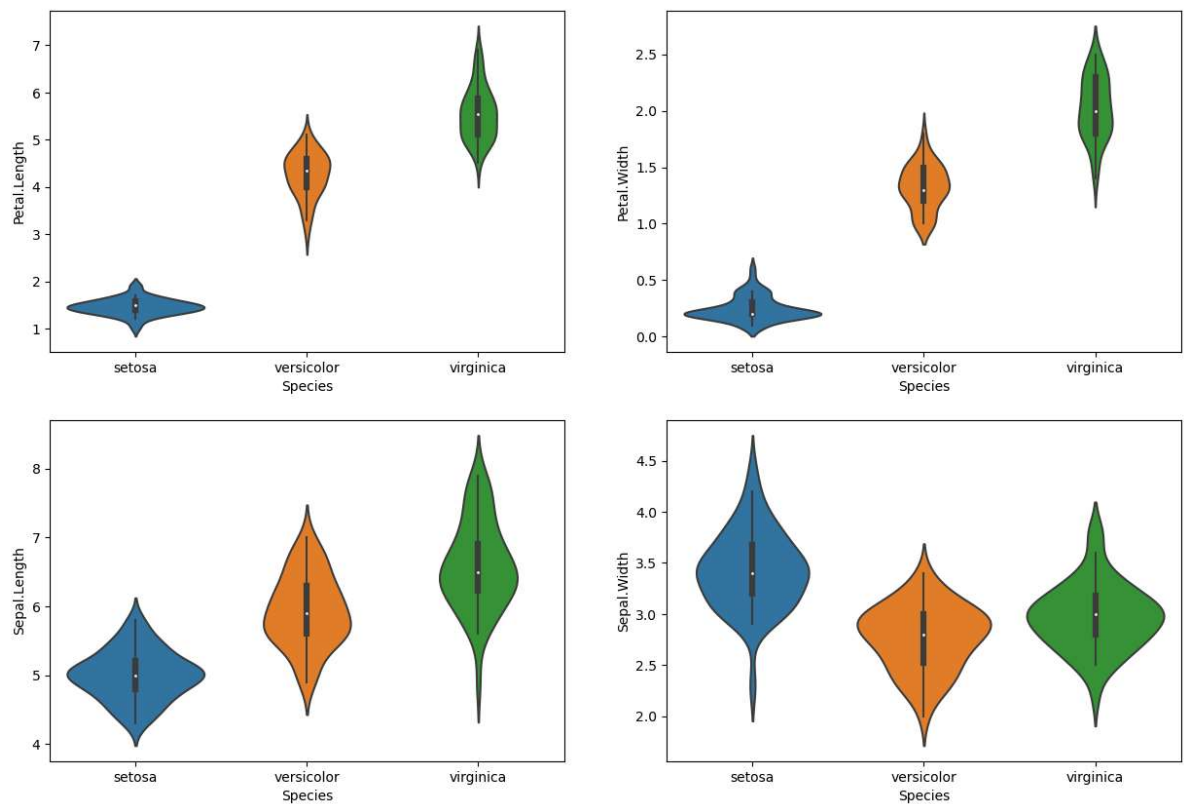 Petal.Length
7
6
5
4
3
2
1
setosa versicolor virginica
Species
Petal.Width
2.5
2.0
1.5
1.0
0.5
0.0
setosa versicolor virginica
Species
Sepal.Length
8
7
6
5
4
setosa versicolor virginica
Species
Sepal.Width
4.5
4.0
3.5
3.0
2.5
2.0
setosa versicolor virginica
Species